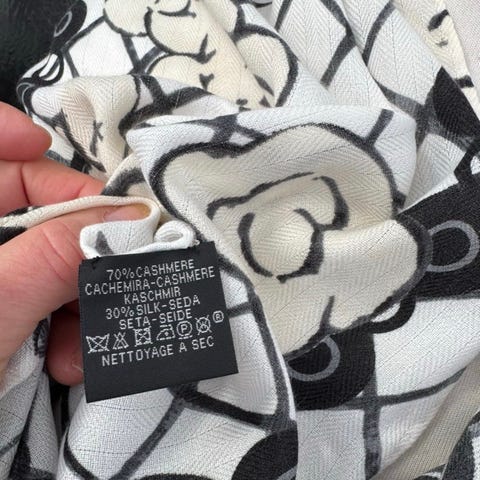 70%CASHMERE
CACHEMIRA-CASHMERE
KASCHMIR
30%SILK-SEDA
SETA-SEIDE
P ®
NETTOYAGE A SEC